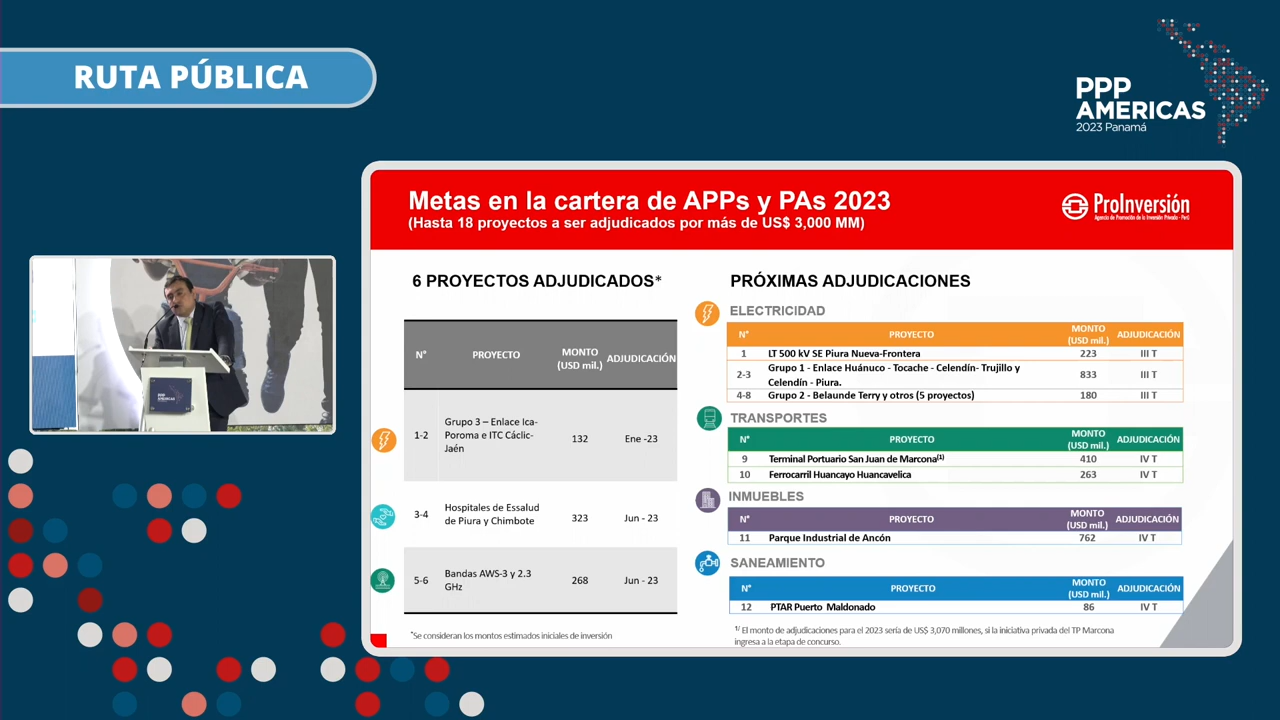 RUTA PÚBLICA
PPP
AMERICAS
2023 Panamá
Metas en la cartera de APPs y PAs 2023
(Hasta 18 proyectos a ser adjudicados por más de US$ 3,000 MM)
ProInversión
Agencia de Promoción de la Inversión Privada - Perú
6 PROYECTOS ADJUDICADOS*
N° PROYECTO MONTO (USD mil.) ADJUDICACIÓN
1-2 Grupo 3 – Enlace Ica-
Poroma e ITC Cáclic-
Jaén 132 Ene -23
3-4 Hospitales de Essalud
de Piura y Chimbote 323 Jun - 23
5-6 Bandas AWS-3 y 2.3
GHz 268 Jun - 23
*Se consideran los montos estimados iniciales de inversión
PRÓXIMAS ADJUDICACIONES
ELECTRICIDAD
N° PROYECTO MONTO (USD mil.) ADJUDICACIÓN
1 LT 500 kV SE Piura Nueva-Frontera 223 III T
2-3 Grupo 1 - Enlace Huánuco - Tocache - Celendín- Trujillo y
Celendín - Piura. 833 III T
4-8 Grupo 2 - Belaunde Terry y otros (5 proyectos) 180 III T
TRANSPORTES
N° PROYECTO MONTO (USD mil.) ADJUDICACIÓN
9 Terminal Portuario San Juan de Marcona(1) 410 IV T
10 Ferrocarril Huancayo Huancavelica 263 IV T
INMUEBLES
N° PROYECTO MONTO (USD mil.) ADJUDICACIÓN
11 Parque Industrial de Ancón 762 IV T
SANEAMIENTO
N° PROYECTO MONTO (USD mil.) ADJUDICACIÓN
12 PTAR Puerto Maldonado 86 IV T
1/ El monto de adjudicaciones para el 2023 sería de US$ 3,070 millones, si la iniciativa privada del TP Marcona
ingresa a la etapa de concurso.
PPP
AMERICAS